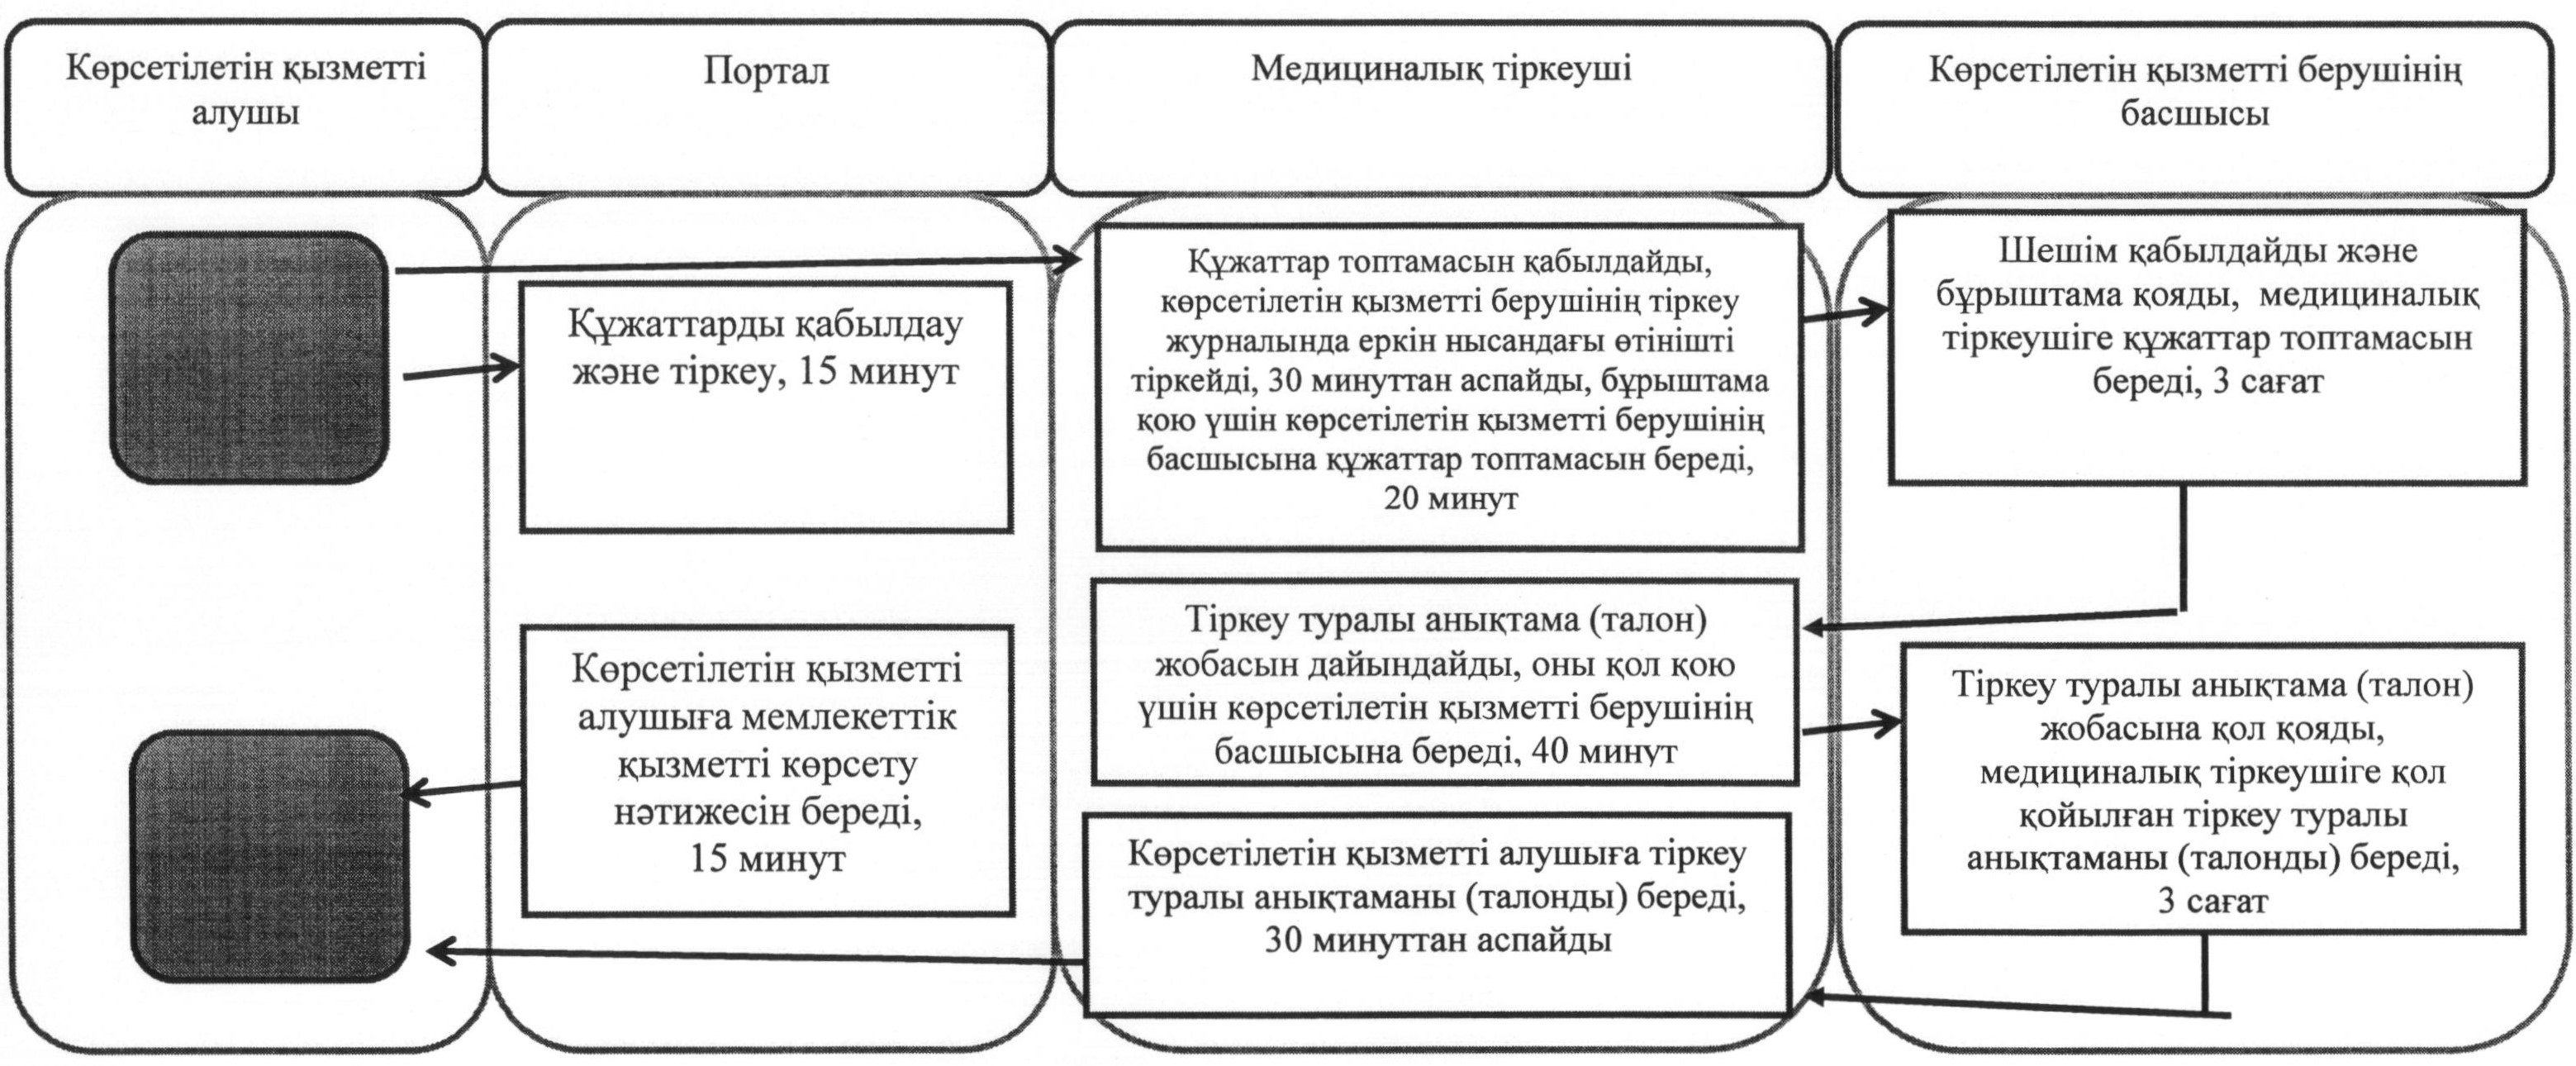 Көрсетілетін қызметті
алушы
Портал
Медициналық тіркеуші
Көрсетілетін қызметті берушінің
басшысы
Құжаттарды қабылдау
және тіркеу, 15 минут
Құжаттар топтамасын қабылдайды,
көрсетілетін қызметті берушінің тіркеу
журналында еркін нысандағы өтінішті
тіркейді, 30 минуттан аспайды, бұрыштама
қою үшін көрсетілетін қызметті берушінің
басшысына құжаттар топтамасын береді,
20 минут
Шешім қабылдайды және
бұрыштама қояды, медициналық
тіркеушіге құжаттар топтамасын
береді, 3 сағат
Тіркеу туралы анықтама (талон)
жобасын дайындайды, оны қол қою
үшін көрсетілетін қызметті берушінің
басшысына береді, 40 минут
Тіркеу туралы анықтама (талон)
жобасына қол қояды,
медициналық тіркеушіге қол
қойылған тіркеу туралы
анықтаманы (талонды) береді,
3 сағат
Көрсетілетін қызметті
алушыға мемлекеттік
қызметті көрсету
нәтижесін береді,
15 минут
Көрсетілетін қызметті алушыға тіркеу
туралы анықтаманы (талонды) береді,
30 минуттан аспайды